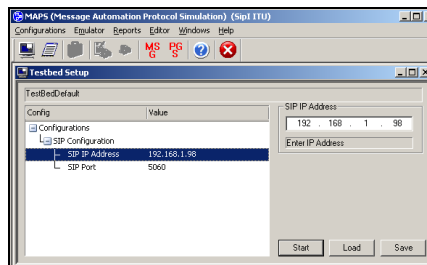 MAPS (Message Automation Protocol Simulation) (SipI ITU)
Configurations Emulator Reports Editor Windows Help
MS G PG S ?
Testbed Setup
TestBedDefault
Config Value
Configurations
SIP Configuration
SIP IP Address 192.168.1.98
SIP Port 5060
SIP IP Address
192 . 168 . 1 . 98
Enter IP Address
Start Load Save